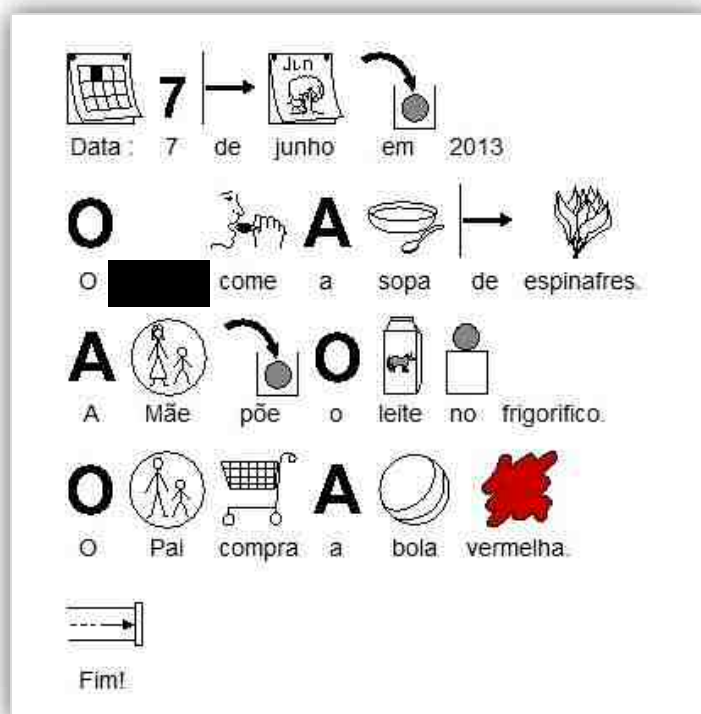 7 JUN
Data : 7 de junho em 2013
O A
O come a sopa de espinafres.
A O
A Mãe põe o leite no frigorifico.
O A
O Pai compra a bola vermelha.
Fim!